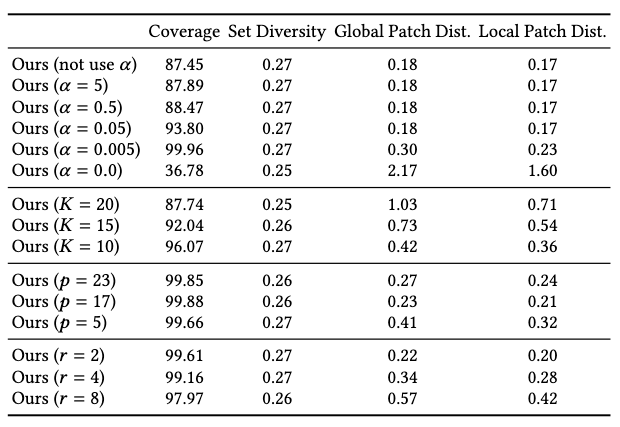 Coverage Set Diversity Global Patch Dist. Local Patch Dist.
Ours (not use α) 87.45 0.27 0.18 0.17
Ours (α = 5) 87.89 0.27 0.18 0.17
Ours (α = 0.5) 88.47 0.27 0.18 0.17
Ours (α = 0.05) 93.80 0.27 0.18 0.17
Ours (α = 0.005) 99.96 0.27 0.30 0.23
Ours (α = 0.0) 36.78 0.25 2.17 1.60
Ours (K = 20) 87.74 0.25 1.03 0.71
Ours (K = 15) 92.04 0.26 0.73 0.54
Ours (K = 10) 96.07 0.27 0.42 0.36
Ours (p = 23) 99.85 0.26 0.27 0.24
Ours (p = 17) 99.88 0.26 0.23 0.21
Ours (p = 5) 99.66 0.27 0.41 0.32
Ours (r = 2) 99.61 0.27 0.22 0.20
Ours (r = 4) 99.16 0.27 0.34 0.28
Ours (r = 8) 97.97 0.26 0.57 0.42